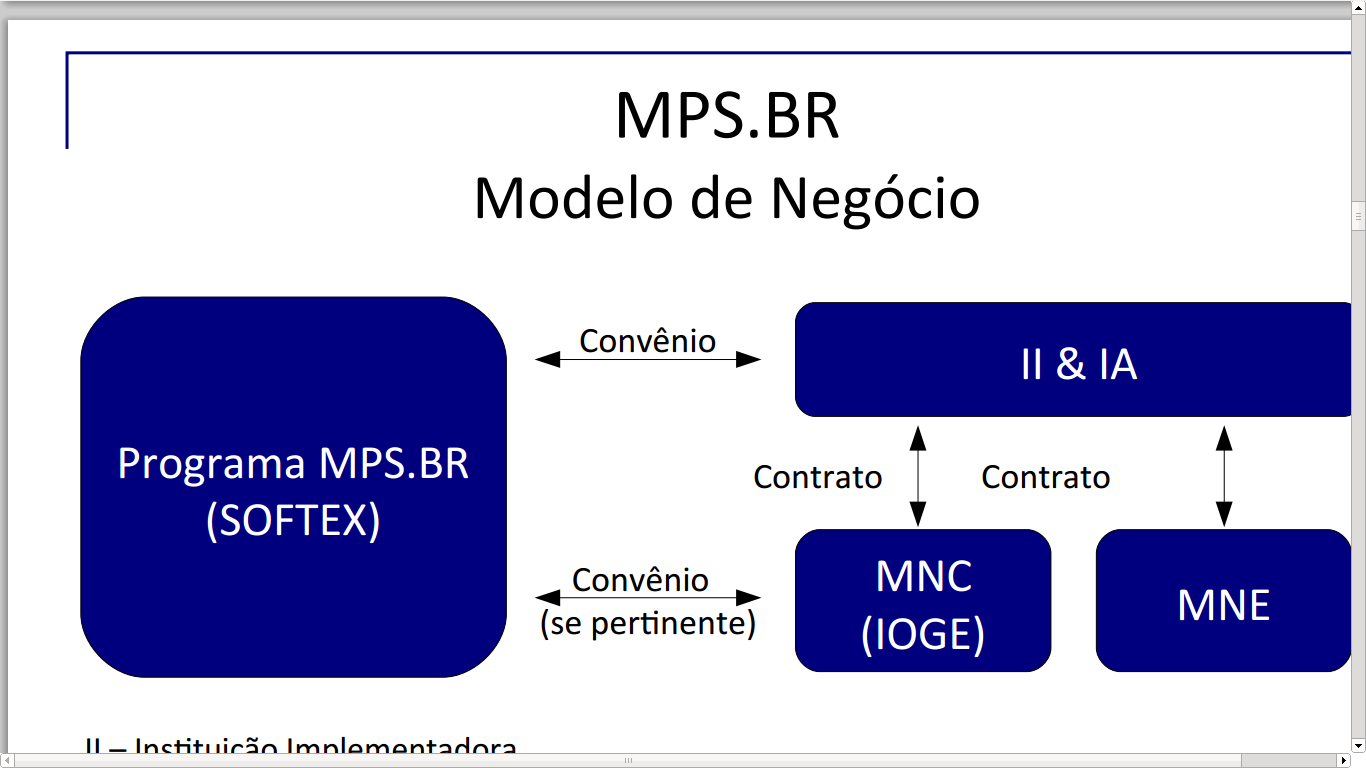 MPS.BR
Modelo de Negócio
Programa MPS.BR
(SOFTEX)
Convênio
II & IA
Contrato
Contrato
Convênio
(se pertinente)
MNC
(IOGE)
MNE
II – Instituição Implementadora